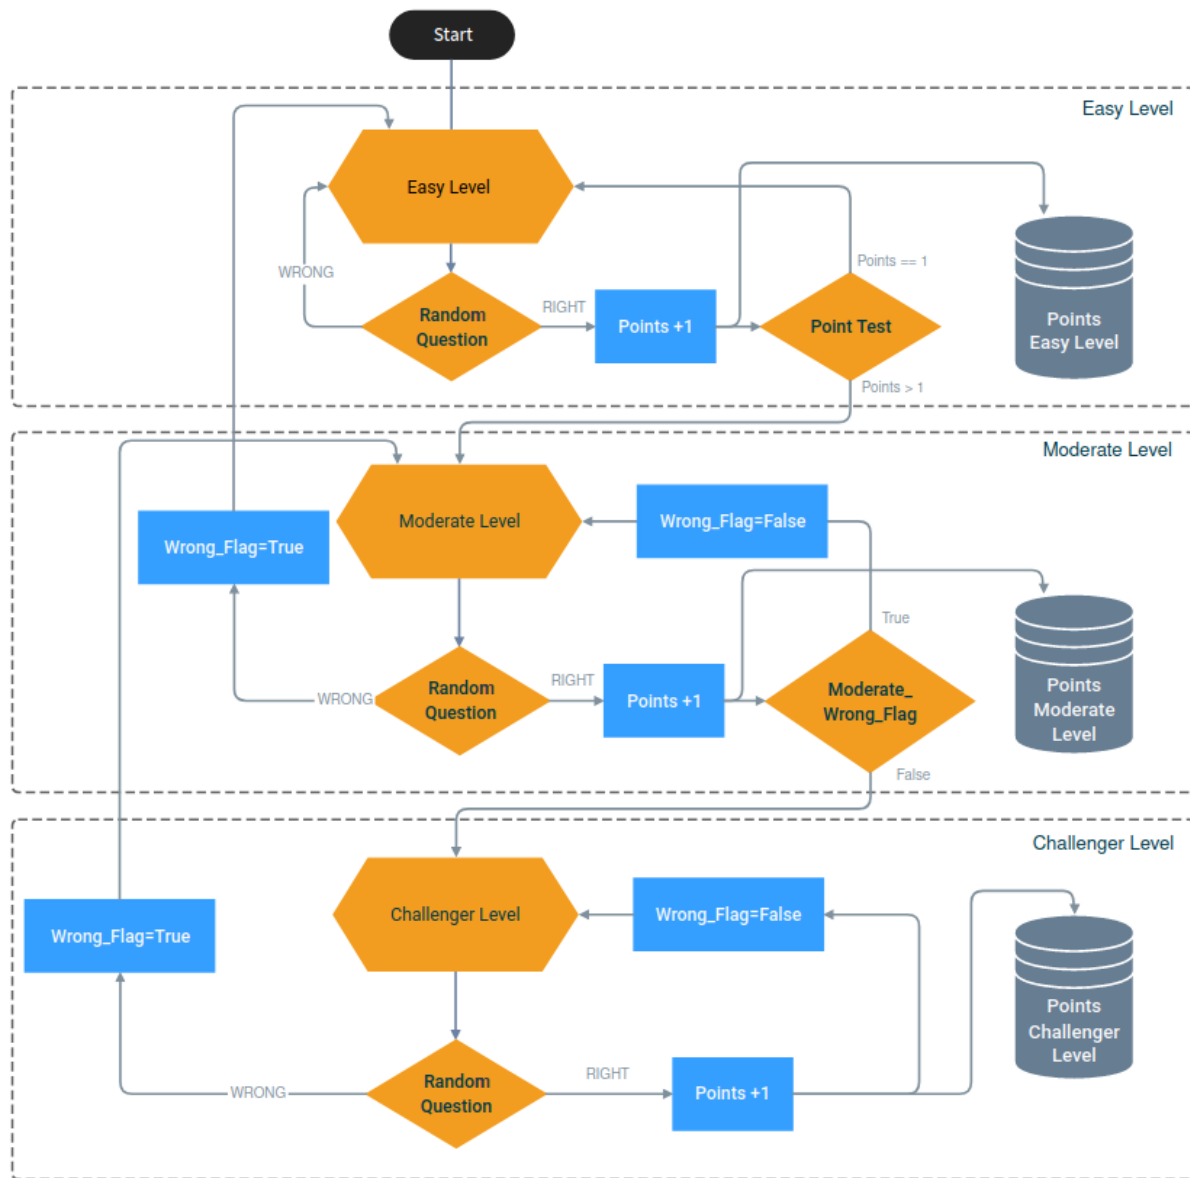 Start
Easy Level
Easy Level
WRONG
Random
Question
RIGHT
Points +1
Points == 1
Point Test
Points > 1
Points
Easy Level
Moderate Level
Moderate Level
Wrong_Flag=False
Wrong_Flag=True
True
WRONG
Random
Question
RIGHT
Points +1
Moderate_
Wrong_Flag
False
Points
Moderate
Level
Challenger Level
Challenger Level
Wrong_Flag=False
Wrong_Flag=True
WRONG
Random
Question
RIGHT
Points +1
Points
Challenger
Level